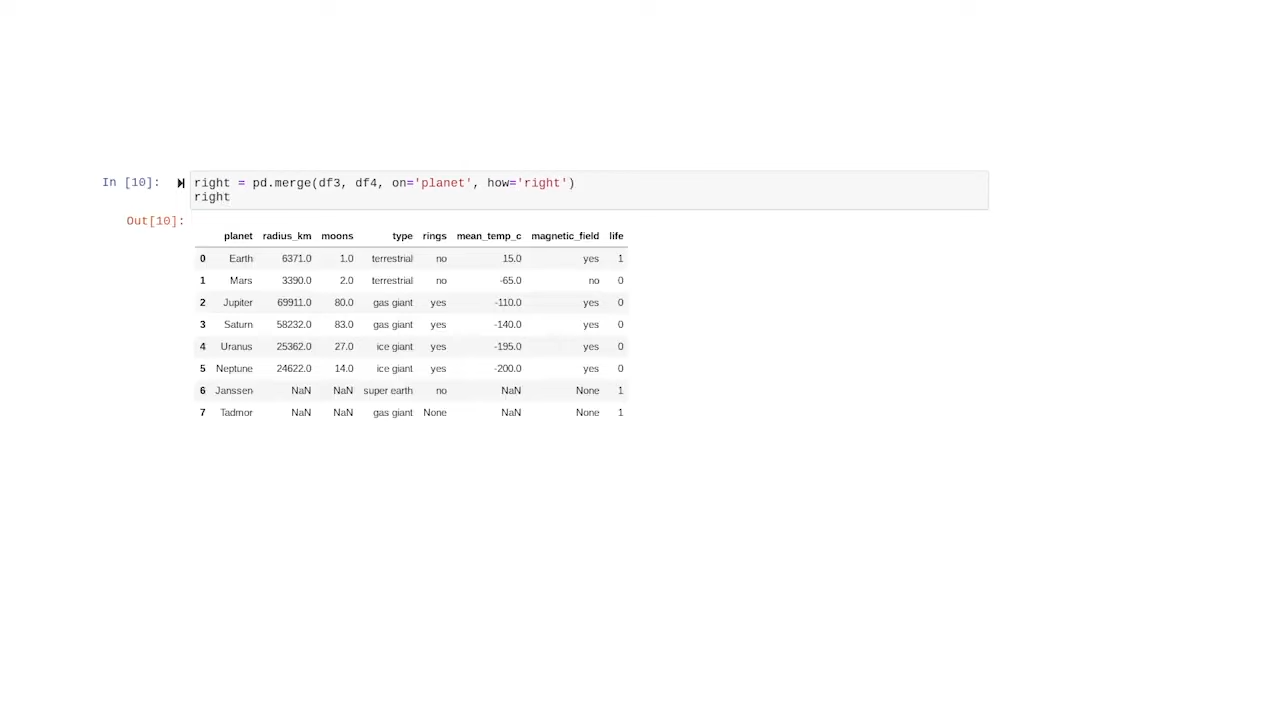 In [10]: right = pd.merge(df3, df4, on='planet', how='right')
right
Out[10]:
planet radius_km moons type rings mean_temp_c magnetic_field life
0 Earth 6371.0 1.0 terrestrial no 15.0 yes 1
1 Mars 3390.0 2.0 terrestrial no -65.0 no 0
2 Jupiter 69911.0 80.0 gas giant yes -110.0 yes 0
3 Saturn 58232.0 83.0 gas giant yes -140.0 yes 0
4 Uranus 25362.0 27.0 ice giant yes -195.0 yes 0
5 Neptune 24622.0 14.0 ice giant yes -200.0 yes 0
6 Janssen NaN NaN super earth no NaN None 1
7 Tadmor NaN NaN gas giant None NaN None 1